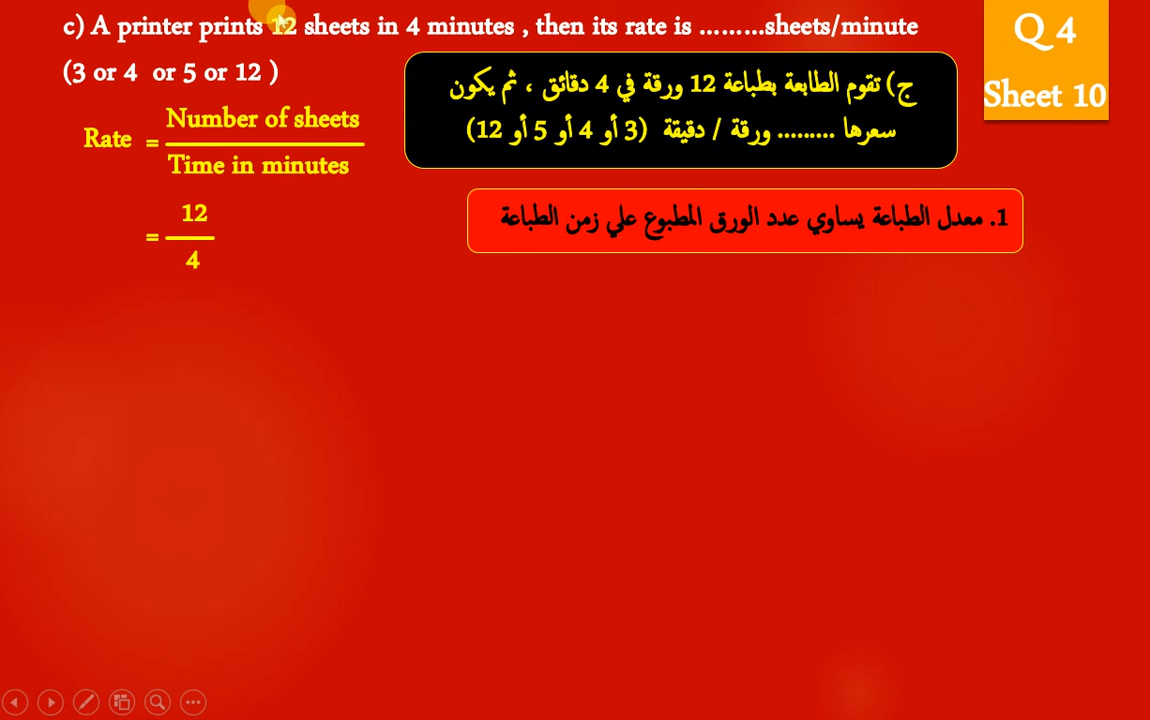 c) A printer prints 12 sheets in 4 minutes , then its rate is .........sheets/minute
(3 or 4 or 5 or 12 )
Q 4
Sheet 10
ج) تقوم الطابعة بطباعة 12 ورقة في 4 دقائق ، ثم يكون
سعرها ......... ورقة / دقيقة (3 أو 4 أو 5 أو 12)
Rate = Number of sheets
Time in minutes
= 12
4
1. معدل الطباعة يساوي عدد الورق المطبوع علي زمن الطباعة